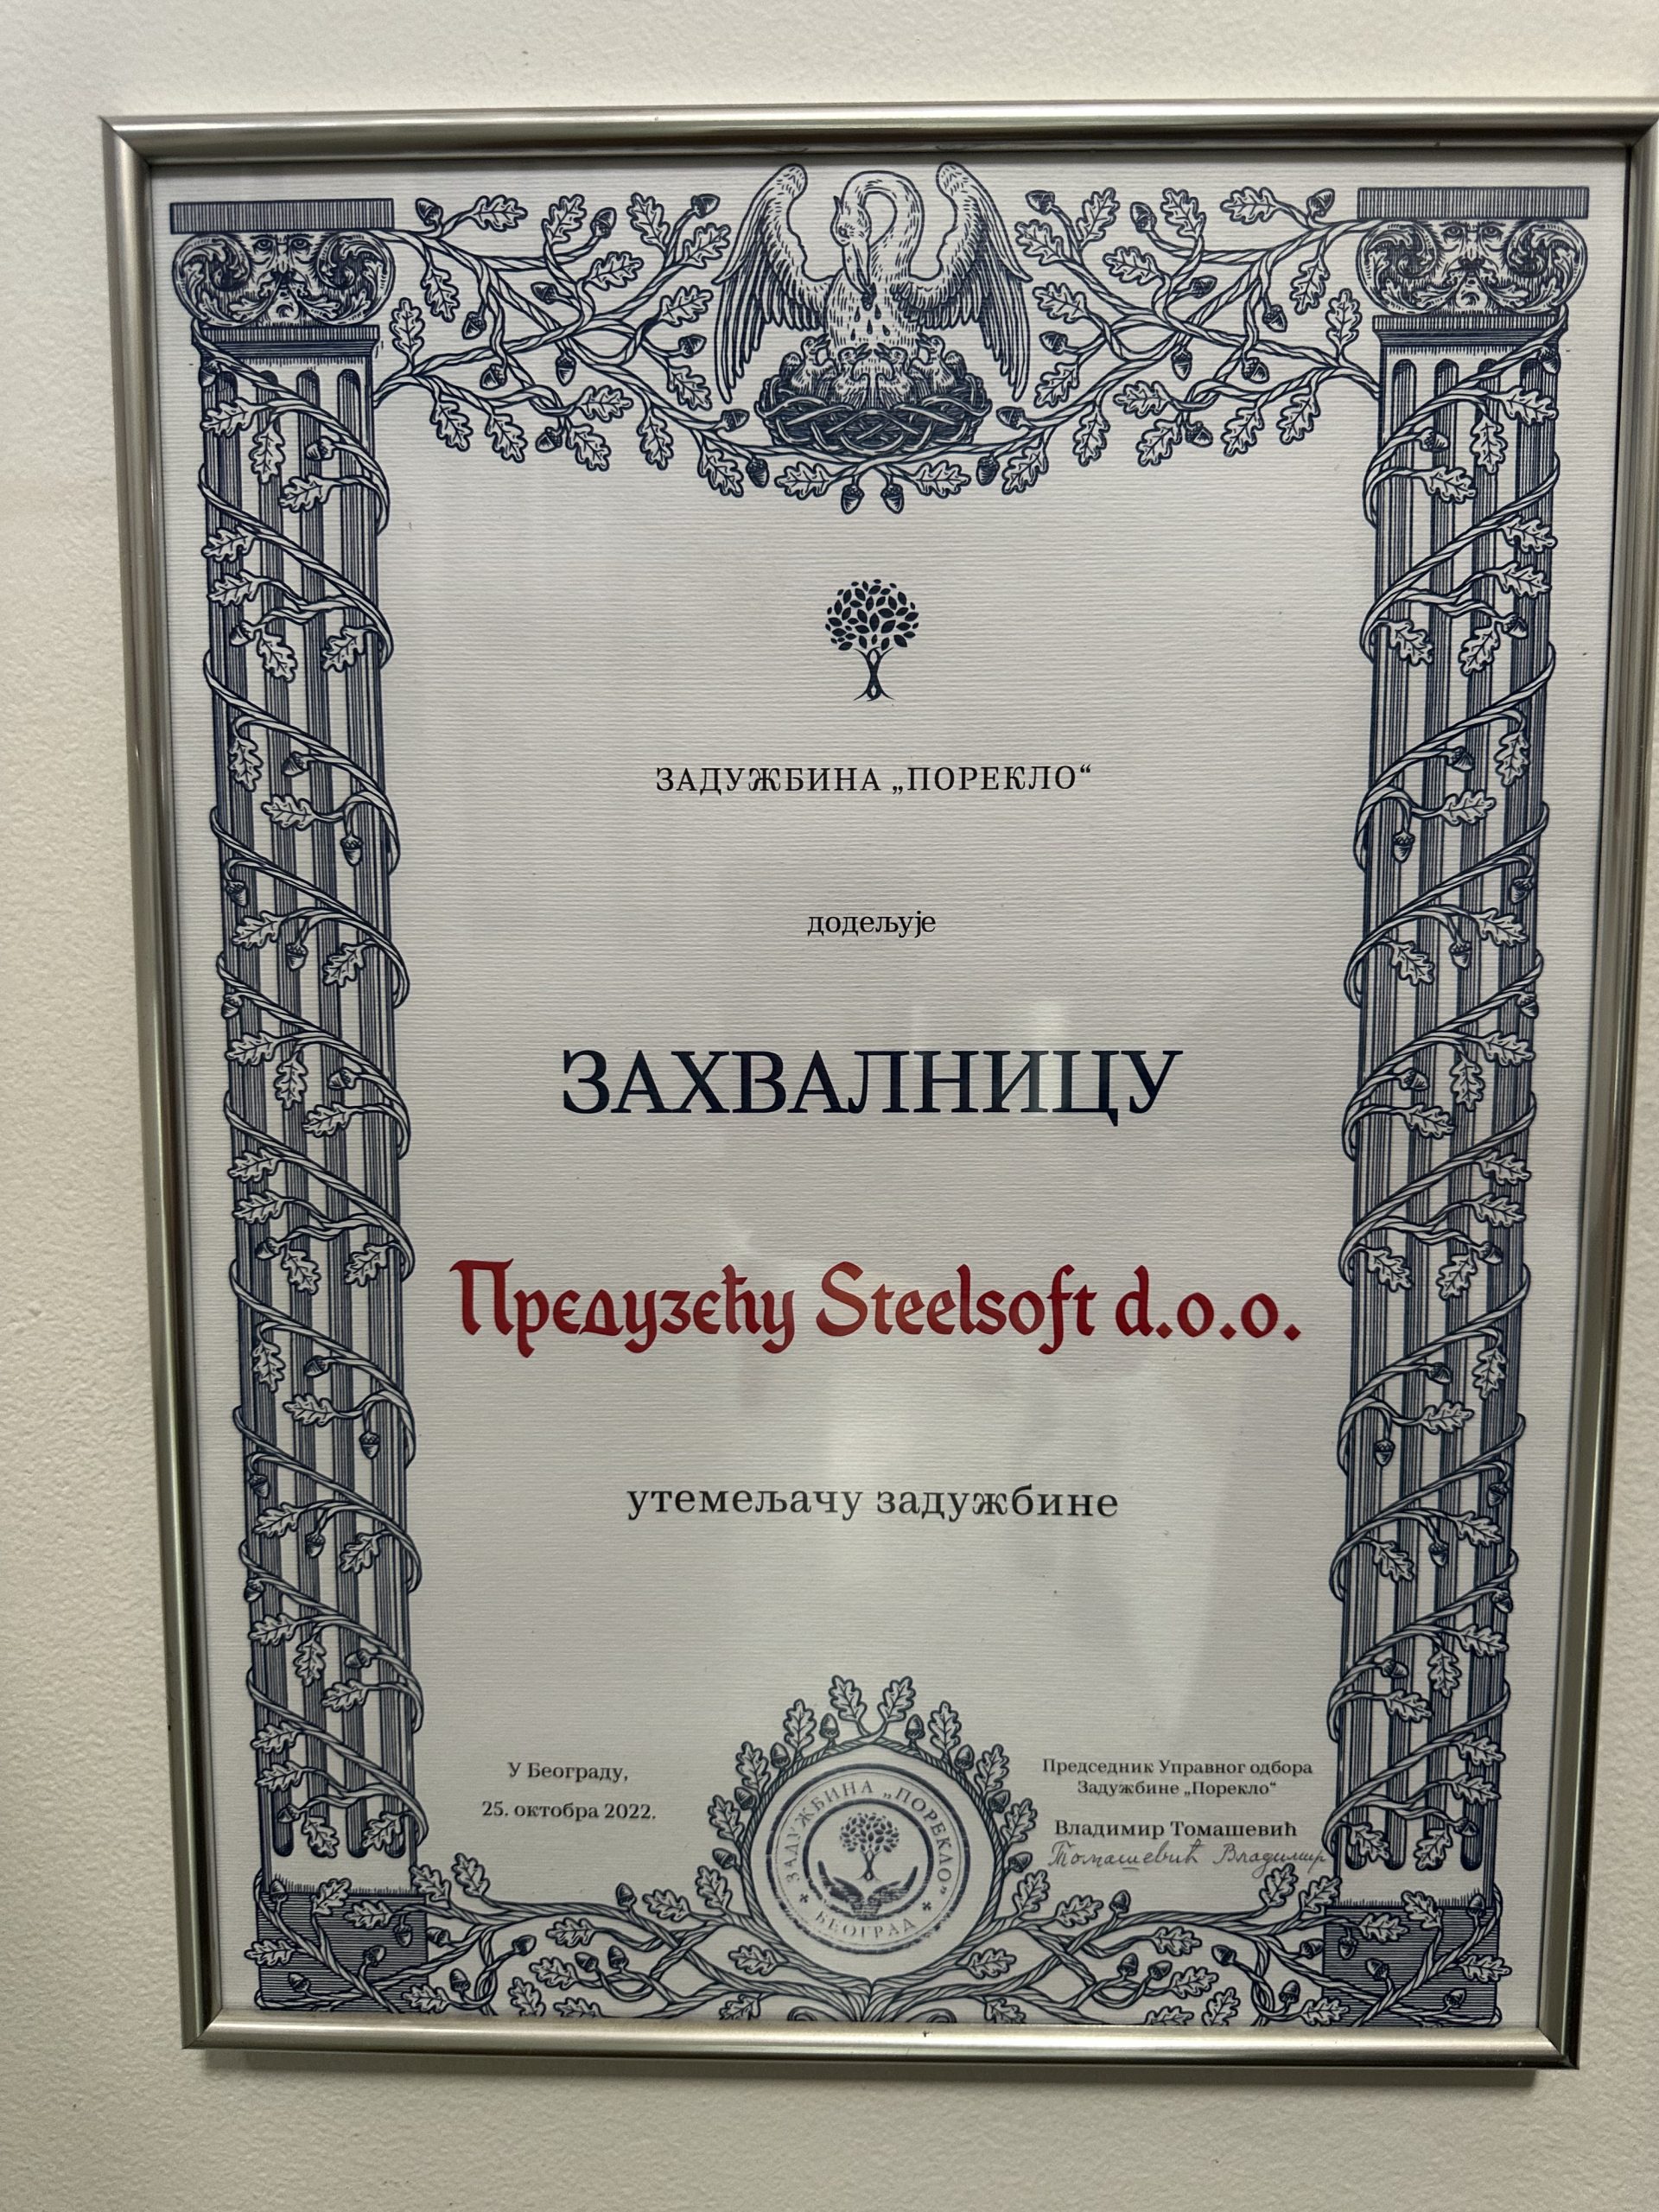 ЗАДУЖБИНА „ПОРЕКЛО“
додељује
ЗАХВАЛНИЦУ
Предузећу Steelsoft d.o.o.
утемељачу задужбине
У Београду,
25. октобра 2022.
ЗАДУЖБИНА „ПОРЕКЛО“
БЕОГРАД
Председник Управног одбора
Задужбине „Порекло“
Владимир Томашевић
Томашевић Владимир